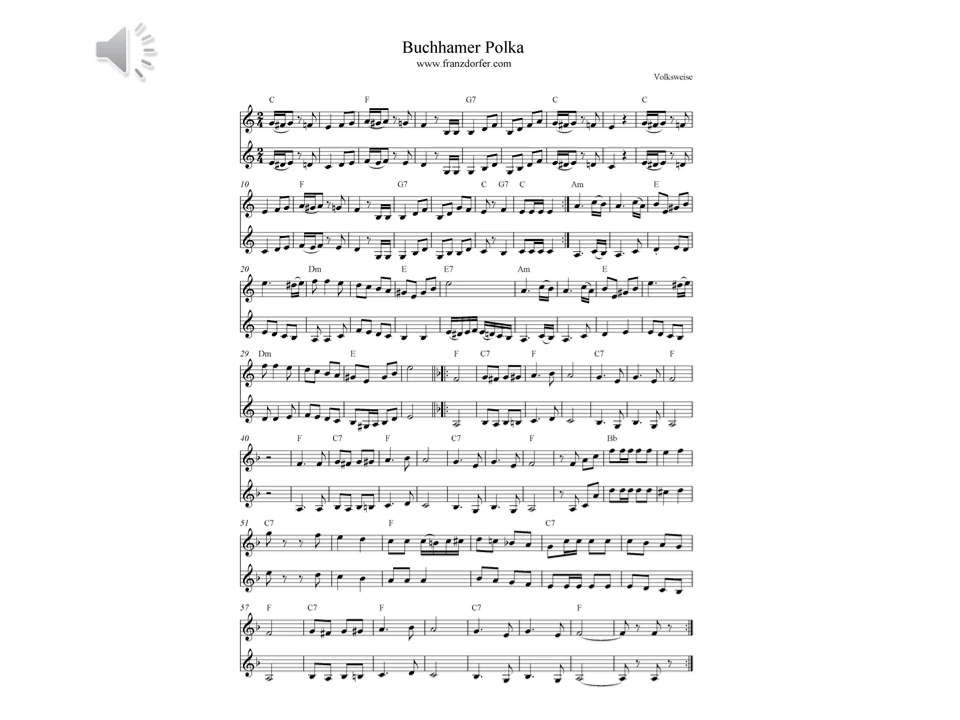 Buchhamer Polka
www.franzdorfer.com
Volksweise
C F G7 C C
10 F G7 C G7 C Am E
20 Dm E E7 Am E
29 Dm E F C7 F C7 F
40 F C7 F C7 F Bb
51 C7 F C7
57 F C7 F C7 F